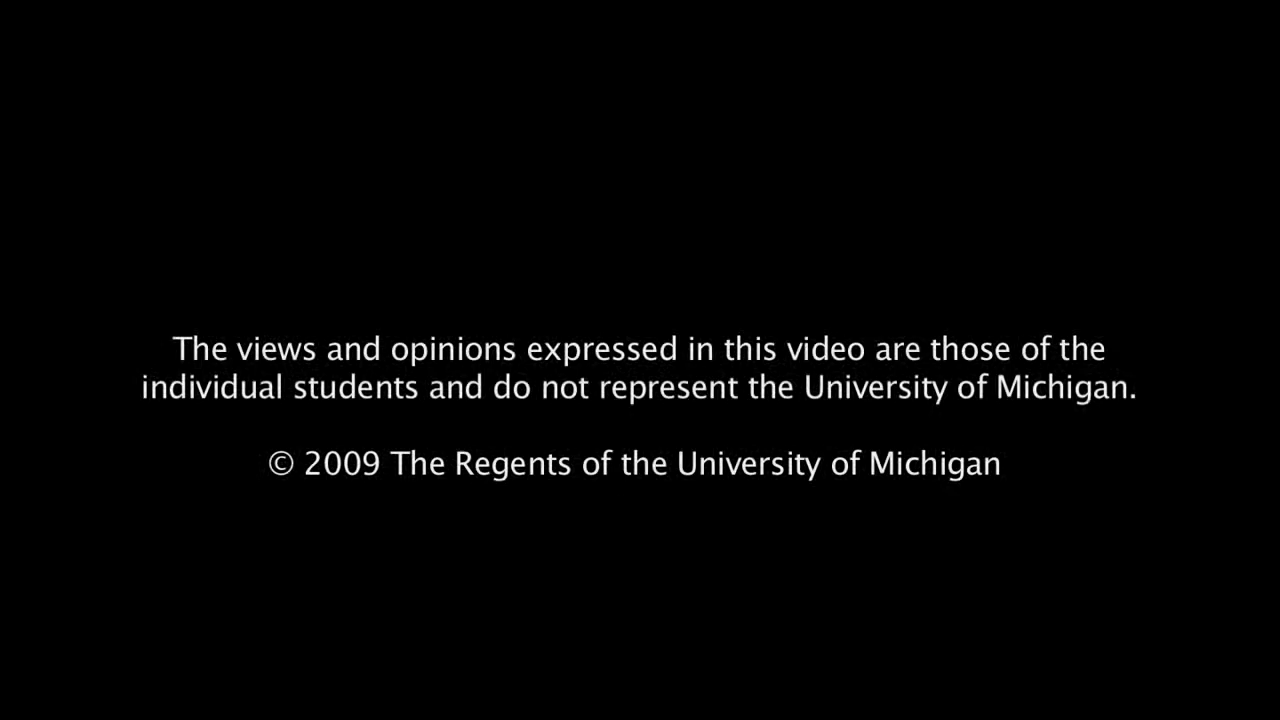 The views and opinions expressed in this video are those of the
individual students and do not represent the University of Michigan.
© 2009 The Regents of the University of Michigan